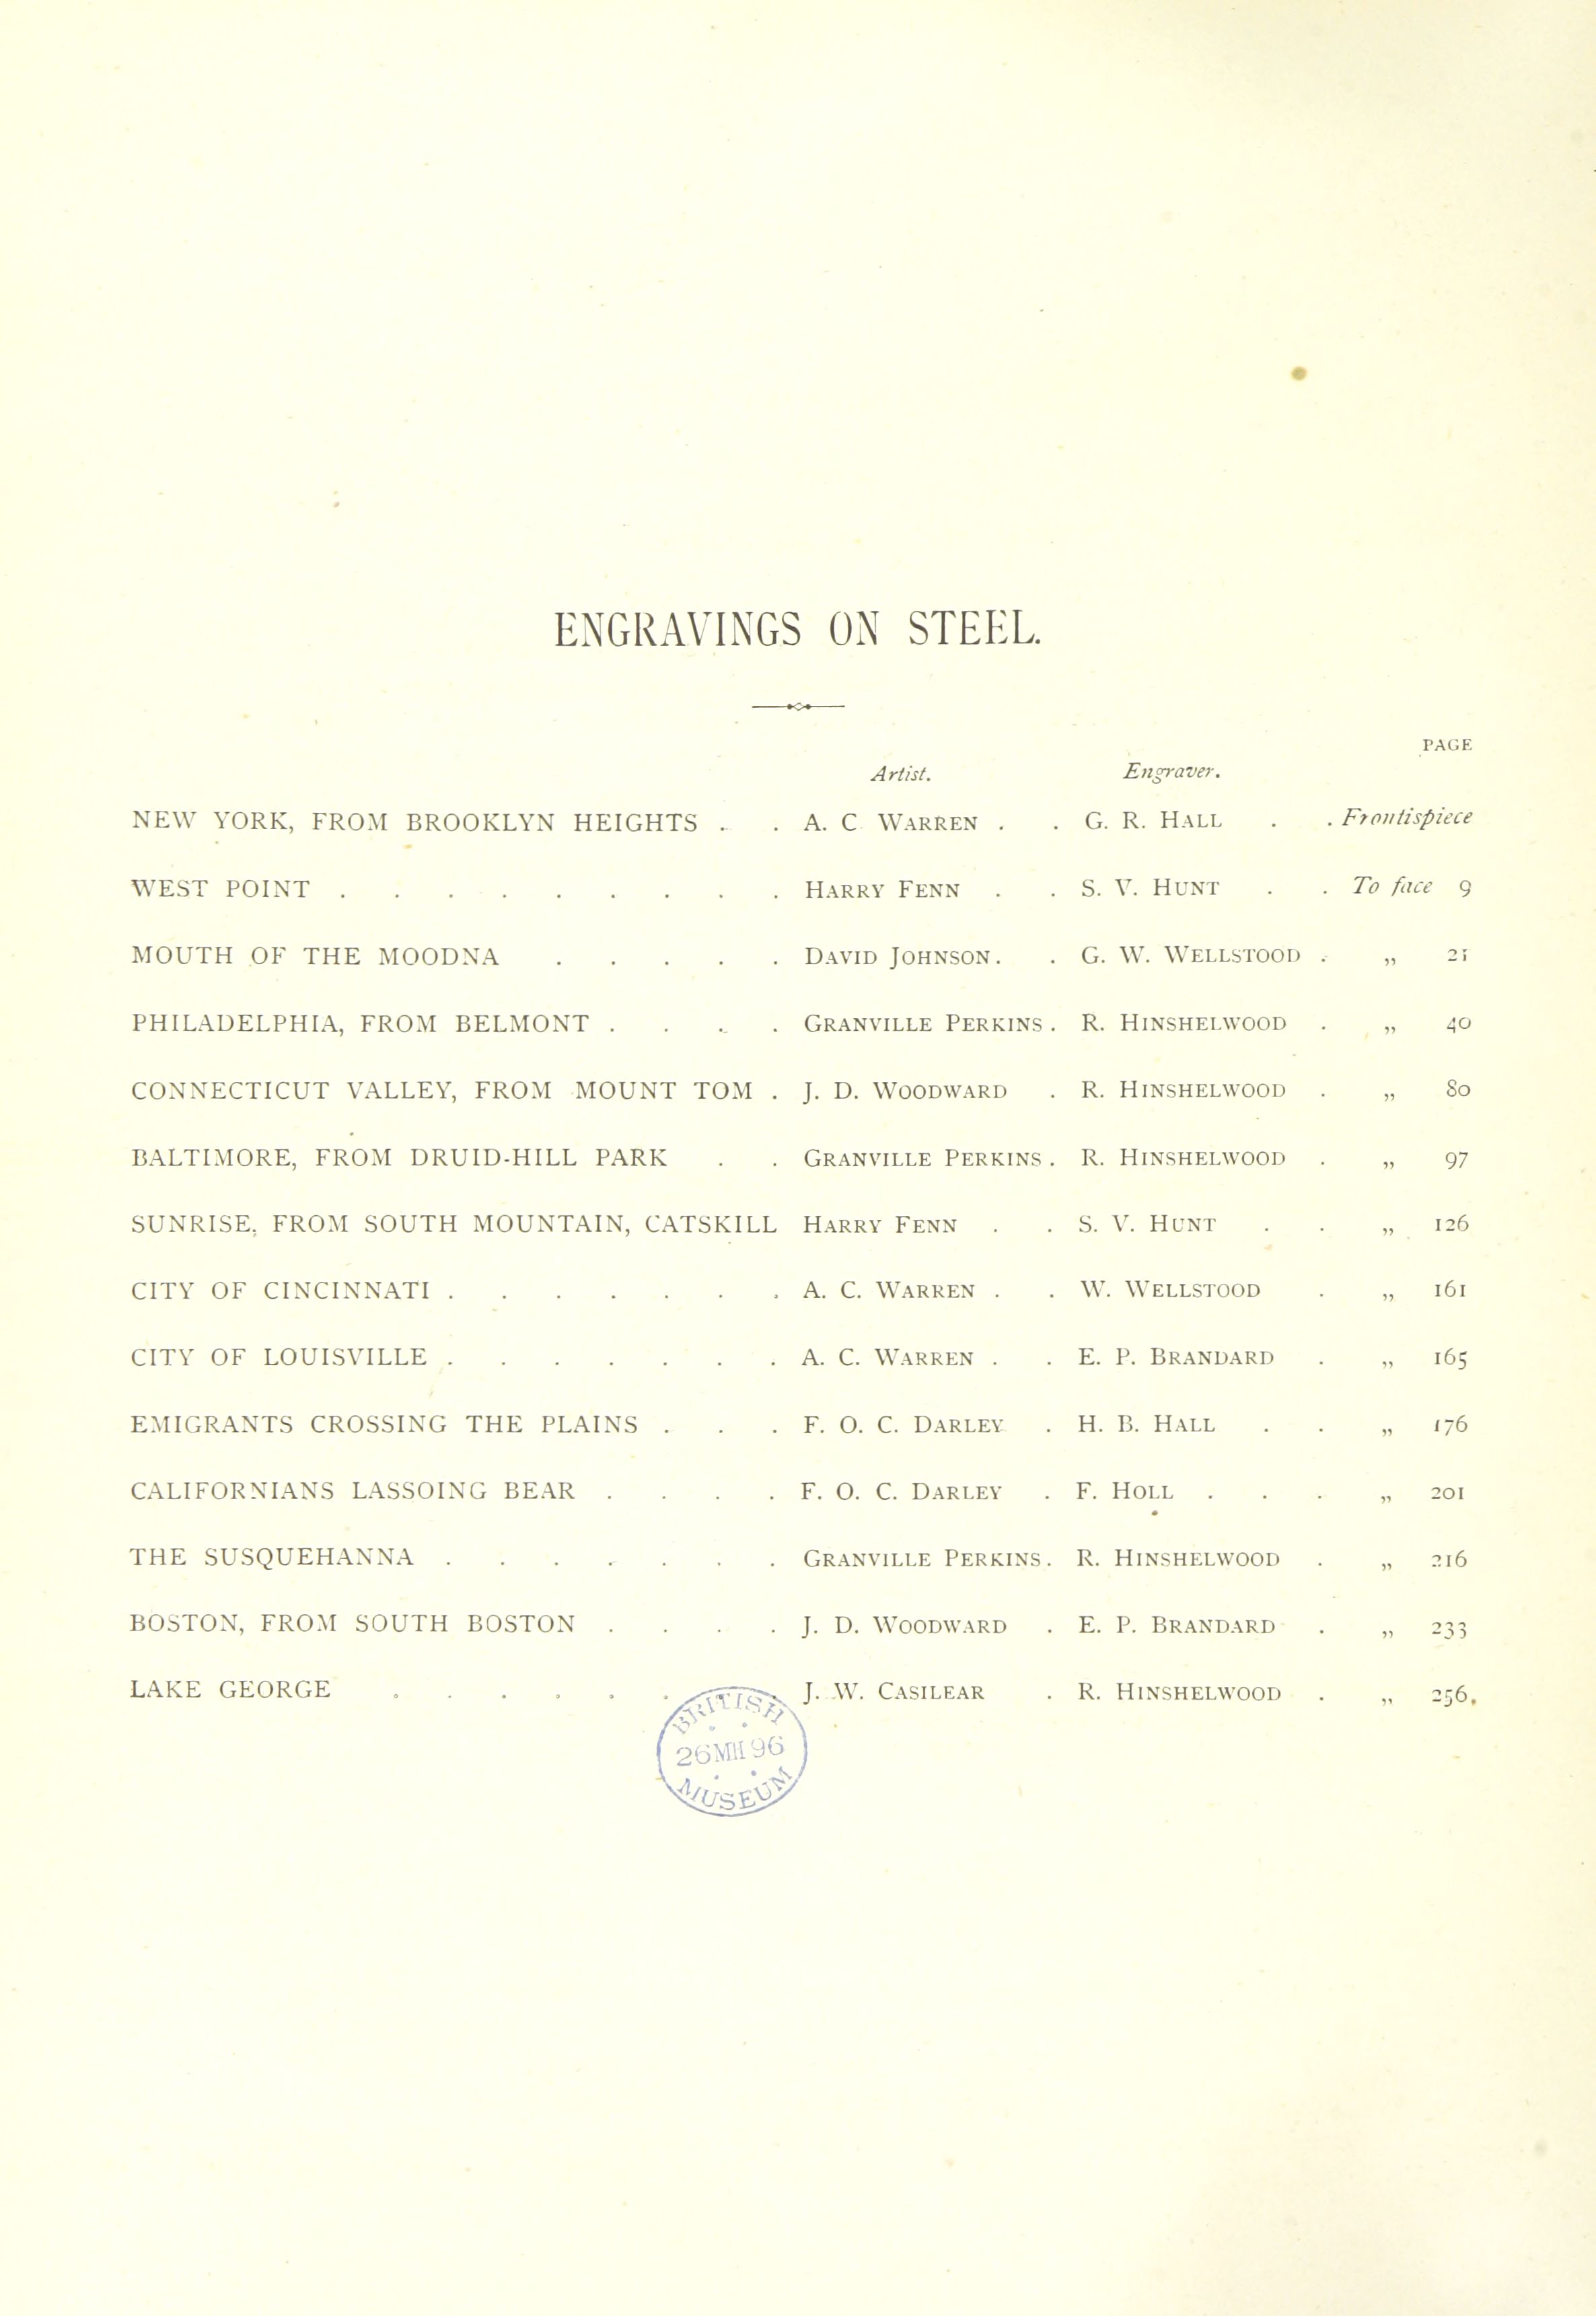 ENGRAVINGS ON STEEL.
PAGE
Artist. Engraver.
NEW YORK, FROM BROOKLYN HEIGHTS . . A. C WARREN . . G. R. HALL . . Frontispiece
WEST POINT . . . . . . . . . HARRY FENN . . S. V. HUNT . . To face 9
MOUTH OF THE MOODNA . . . . . DAVID JOHNSON . . G. W. WELLSTOOD . „ 21
PHILADELPHIA, FROM BELMONT . . . . GRANVILLE PERKINS . R. HINSHELWOOD . „ 40
CONNECTICUT VALLEY, FROM MOUNT TOM . J. D. WOODWARD . R. HINSHELWOOD . „ 80
BALTIMORE, FROM DRUID-HILL PARK . . GRANVILLE PERKINS . R. HINSHELWOOD . „ 97
SUNRISE, FROM SOUTH MOUNTAIN, CATSKILL HARRY FENN . . S. V. HUNT . . „ 126
CITY OF CINCINNATI . . . . . . . A. C. WARREN . . W. WELLSTOOD . „ 161
CITY OF LOUISVILLE . . . . . . . A. C. WARREN . . E. P. BRANDARD . „ 165
EMIGRANTS CROSSING THE PLAINS . . . F. O. C. DARLEY . H. B. HALL . . „ 176
CALIFORNIANS LASSOING BEAR . . . . F. O. C. DARLEY . F. HOLL . . . „ 201
THE SUSQUEHANNA . . . . . . . GRANVILLE PERKINS . R. HINSHELWOOD . „ 216
BOSTON, FROM SOUTH BOSTON . . . . J. D. WOODWARD . E. P. BRANDARD . „ 233
LAKE GEORGE . . . . . . J. W. CASILEAR . R. HINSHELWOOD . „ 256.
BRITISH
26 MH 96
MUSEUM